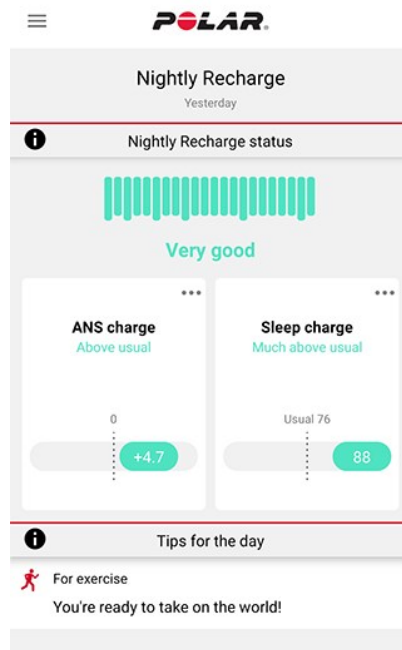 POLAR.
Nightly Recharge
Yesterday
Nightly Recharge status
Very good
ANS charge
Above usual
0
+4.7
Sleep charge
Much above usual
Usual 76
88
Tips for the day
For exercise
You're ready to take on the world!